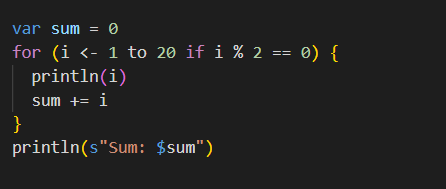 var sum = 0
for (i <- 1 to 20 if i % 2 == 0) {
  println(i)
  sum += i
}
println(s"Sum: $sum")